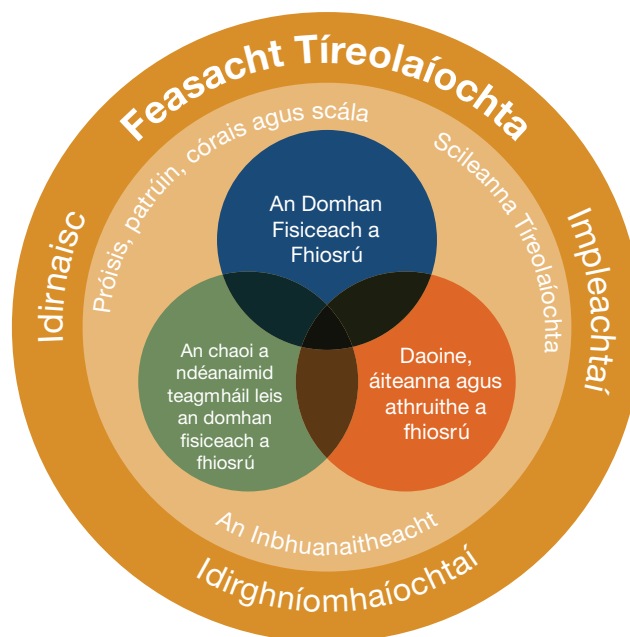 Feasacht Tíreolaíochta
Idirnaisc
Impleachtaí
Idirghníomhaíochtaí
Próisis, patrúin, córais agus scála
Scileanna Tíreolaíochta
An Inbhuanaitheacht
An Domhan
Fisiceach a
Fhiosrú
An chaoi a
ndéanaimid
teagmháil leis
an domhan
fisiceach a
fhiosrú
Daoine,
áiteanna agus
athruithe a
fhiosrú